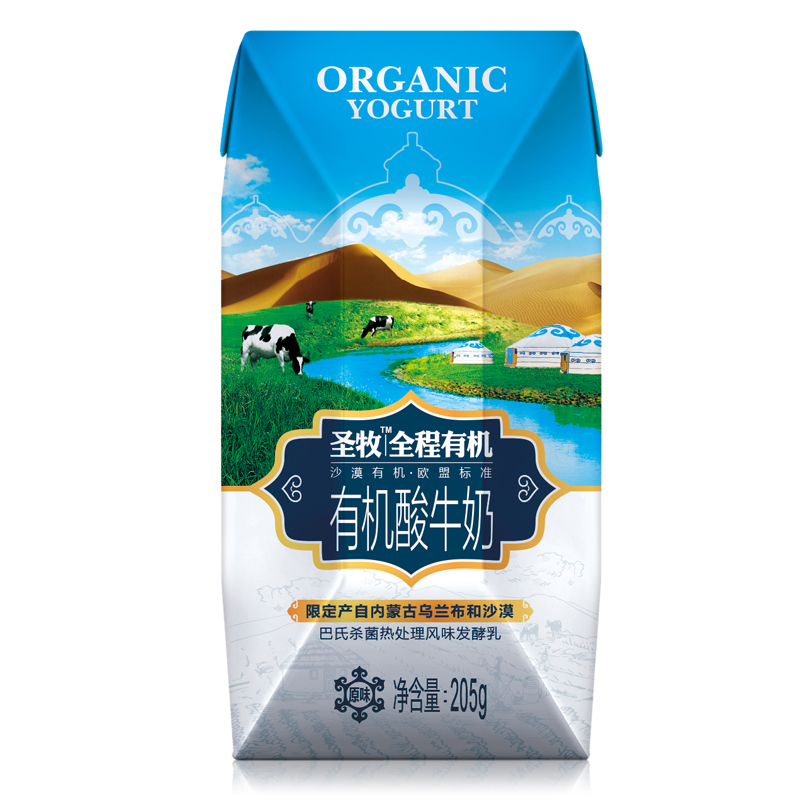 ORGANIC
YOGURT
圣牧™全程有机
沙漠有机·欧盟标准
有机酸牛奶
限定产自内蒙古乌兰布和沙漠
巴氏杀菌热处理风味发酵乳
原味
净含量:205g